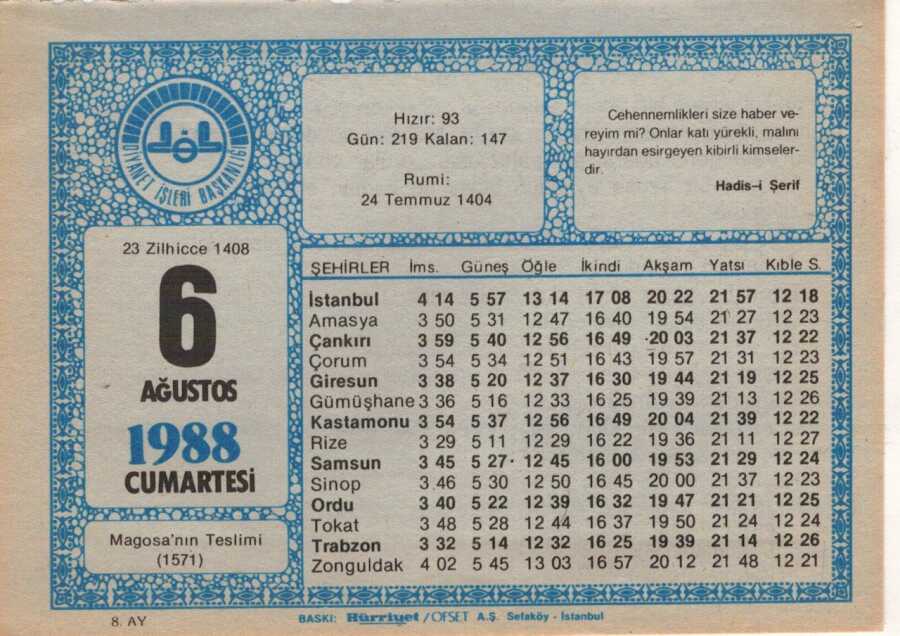 DİYANET İŞLERİ BAŞKANLIĞI
Hızır: 93
Gün: 219 Kalan: 147
Rumi:
24 Temmuz 1404
Cehennemlikleri size haber ve-
reyim mi? Onlar katı yürekli, malını
hayırdan esirgeyen kibirli kimseler-
dir.
Hadis-i Şerif
23 Zilhicce 1408
6
AĞUSTOS
1988
CUMARTESİ
Magosa'nın Teslimi
(1571)
ŞEHİRLER İms. Güneş Öğle İkindi Akşam Yatsı Kıble S.
İstanbul 4 14 5 57 13 14 17 08 20 22 21 57 12 18
Amasya 3 50 5 31 12 47 16 40 19 54 21 27 12 23
Çankırı 3 59 5 40 12 56 16 49 20 03 21 37 12 22
Çorum 3 54 5 34 12 51 16 43 19 57 21 31 12 23
Giresun 3 38 5 20 12 37 16 30 19 44 21 19 12 25
Gümüşhane 3 36 5 16 12 33 16 25 19 39 21 13 12 26
Kastamonu 3 54 5 37 12 56 16 49 20 04 21 39 12 22
Rize 3 29 5 11 12 29 16 22 19 36 21 11 12 27
Samsun 3 45 5 27 12 45 16 00 19 53 21 29 12 24
Sinop 3 46 5 30 12 50 16 45 20 00 21 37 12 23
Ordu 3 40 5 22 12 39 16 32 19 47 21 21 12 25
Tokat 3 48 5 28 12 44 16 37 19 50 21 24 12 24
Trabzon 3 32 5 14 12 32 16 25 19 39 21 14 12 26
Zonguldak 4 02 5 45 13 03 16 57 20 12 21 48 12 21
8. AY
BASKI: Hürriyet / OFSET A.Ş. Sefaköy - İstanbul